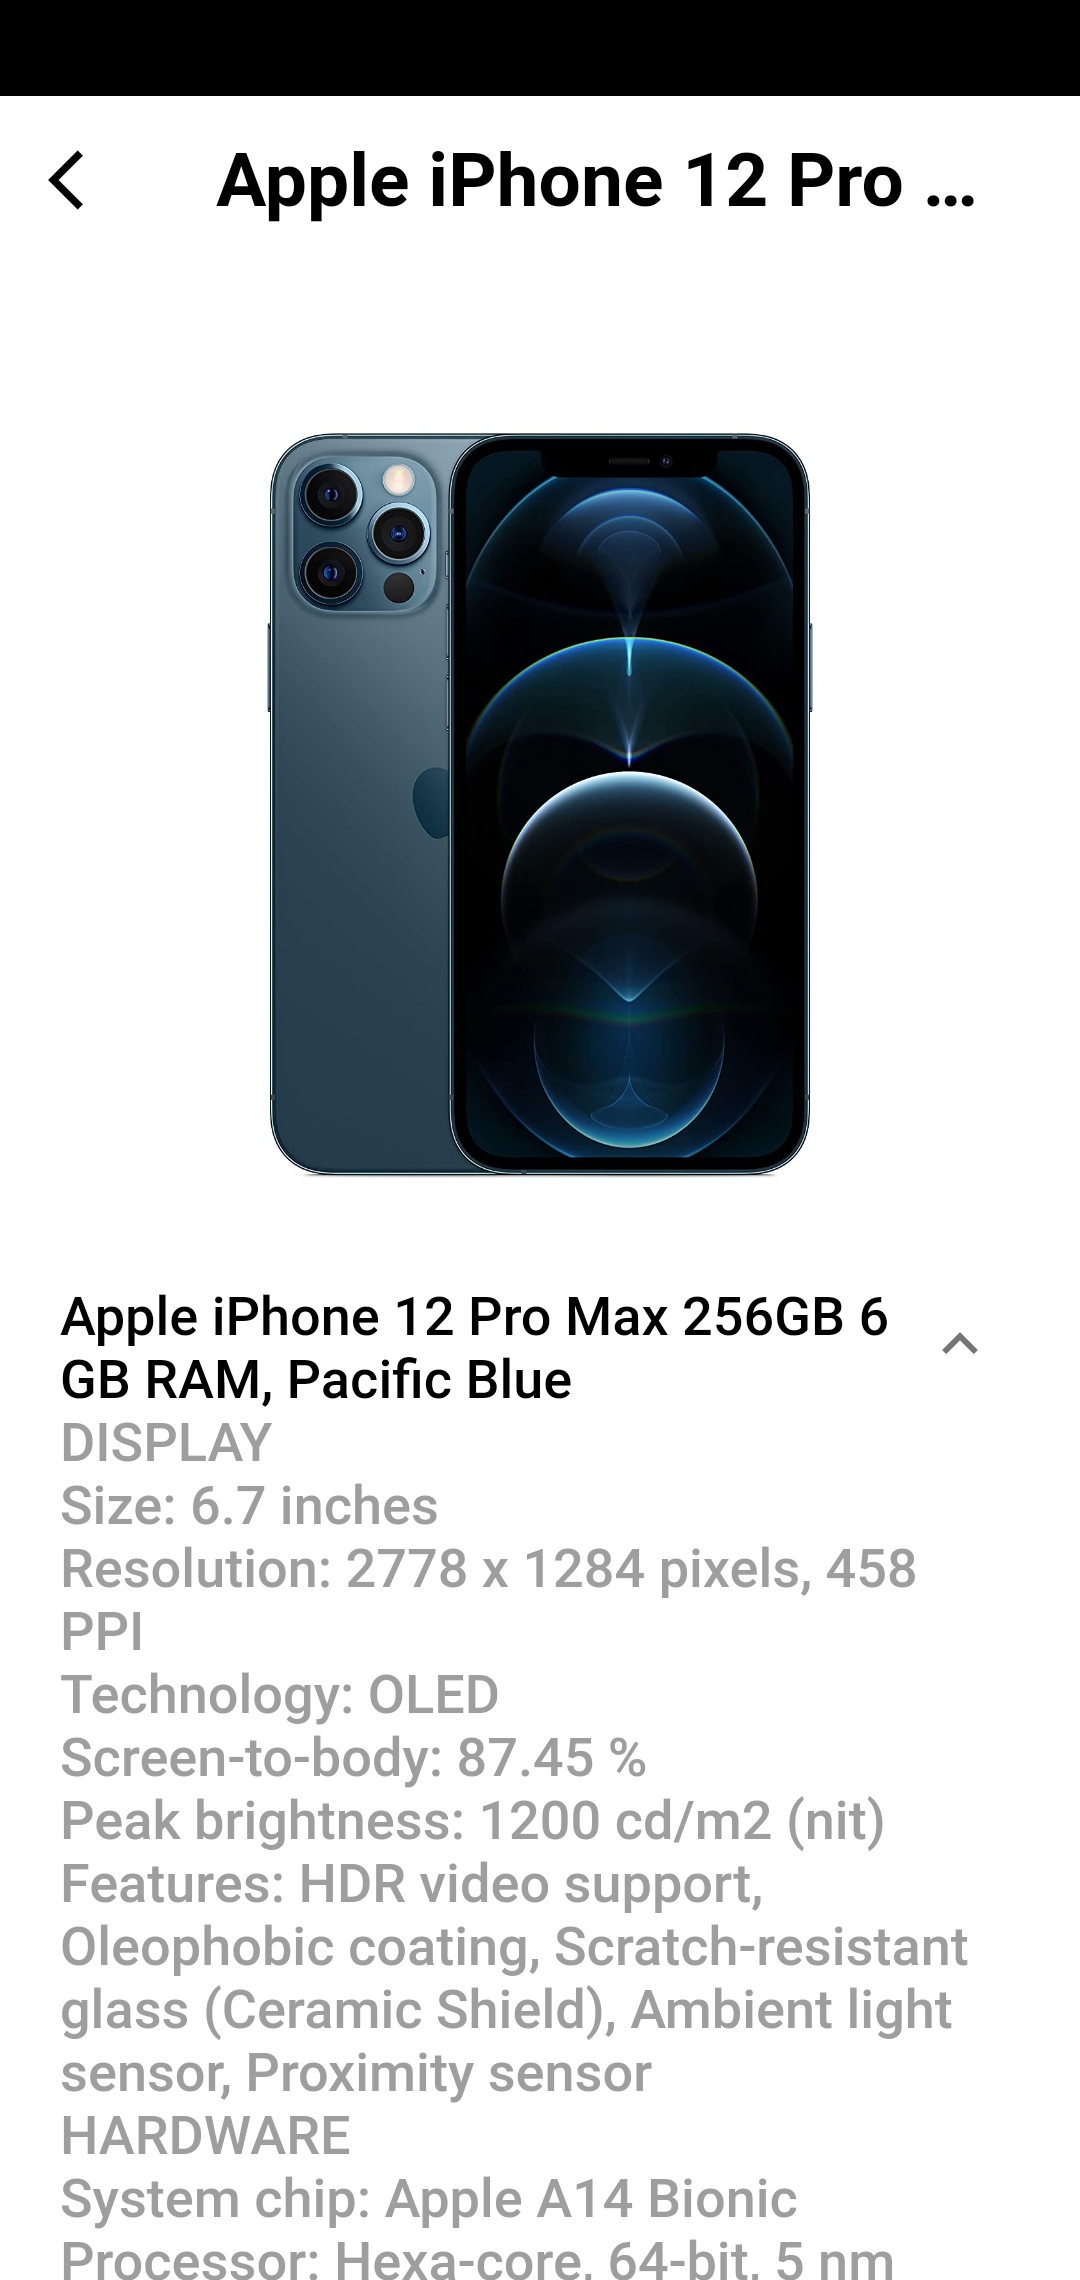 Apple iPhone 12 Pro ...
Apple iPhone 12 Pro Max 256GB 6
GB RAM, Pacific Blue
DISPLAY
Size: 6.7 inches
Resolution: 2778 x 1284 pixels, 458
PPI
Technology: OLED
Screen-to-body: 87.45 %
Peak brightness: 1200 cd/m2 (nit)
Features: HDR video support,
Oleophobic coating, Scratch-resistant
glass (Ceramic Shield), Ambient light
sensor, Proximity sensor
HARDWARE
System chip: Apple A14 Bionic
Processor: Hexa-core, 64-bit, 5 nm